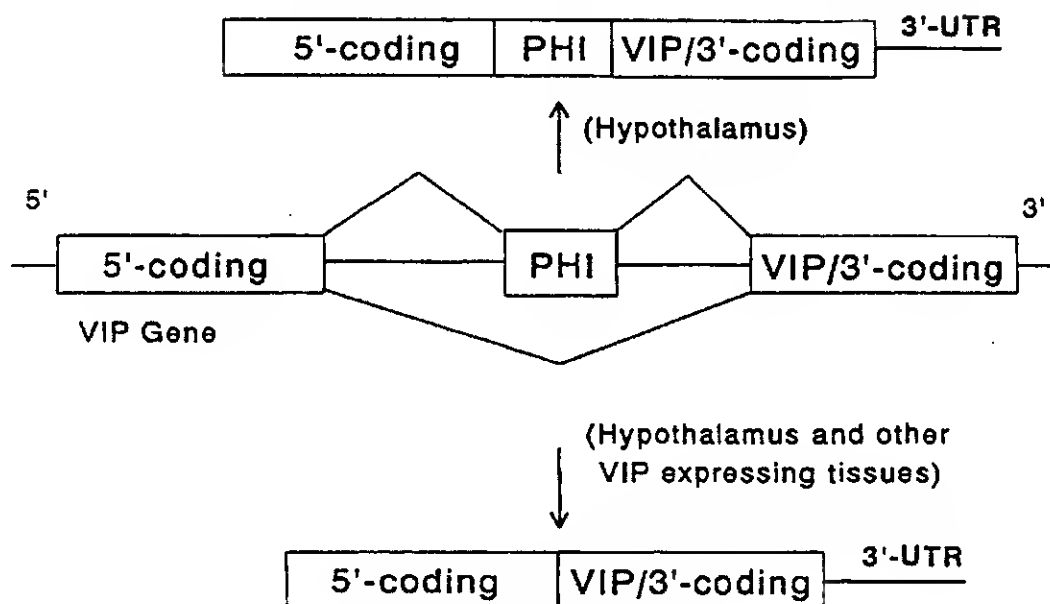 3'-UTR
5'-coding PHI VIP/3'-coding
(Hypothalamus)
5' 3'
5'-coding PHI VIP/3'-coding
VIP Gene
(Hypothalamus and other
VIP expressing tissues)
3'-UTR
5'-coding VIP/3'-coding